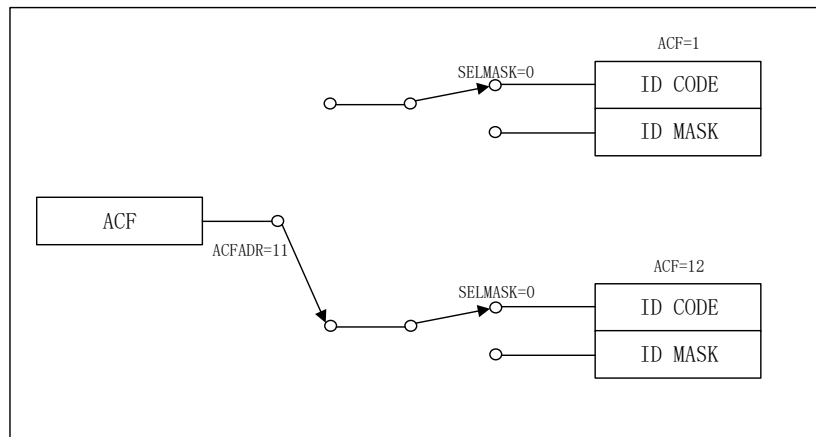 ACF=1
SELMASK=0
ID CODE
ID MASK
ACF
ACFADR=11
ACF=12
SELMASK=0
ID CODE
ID MASK